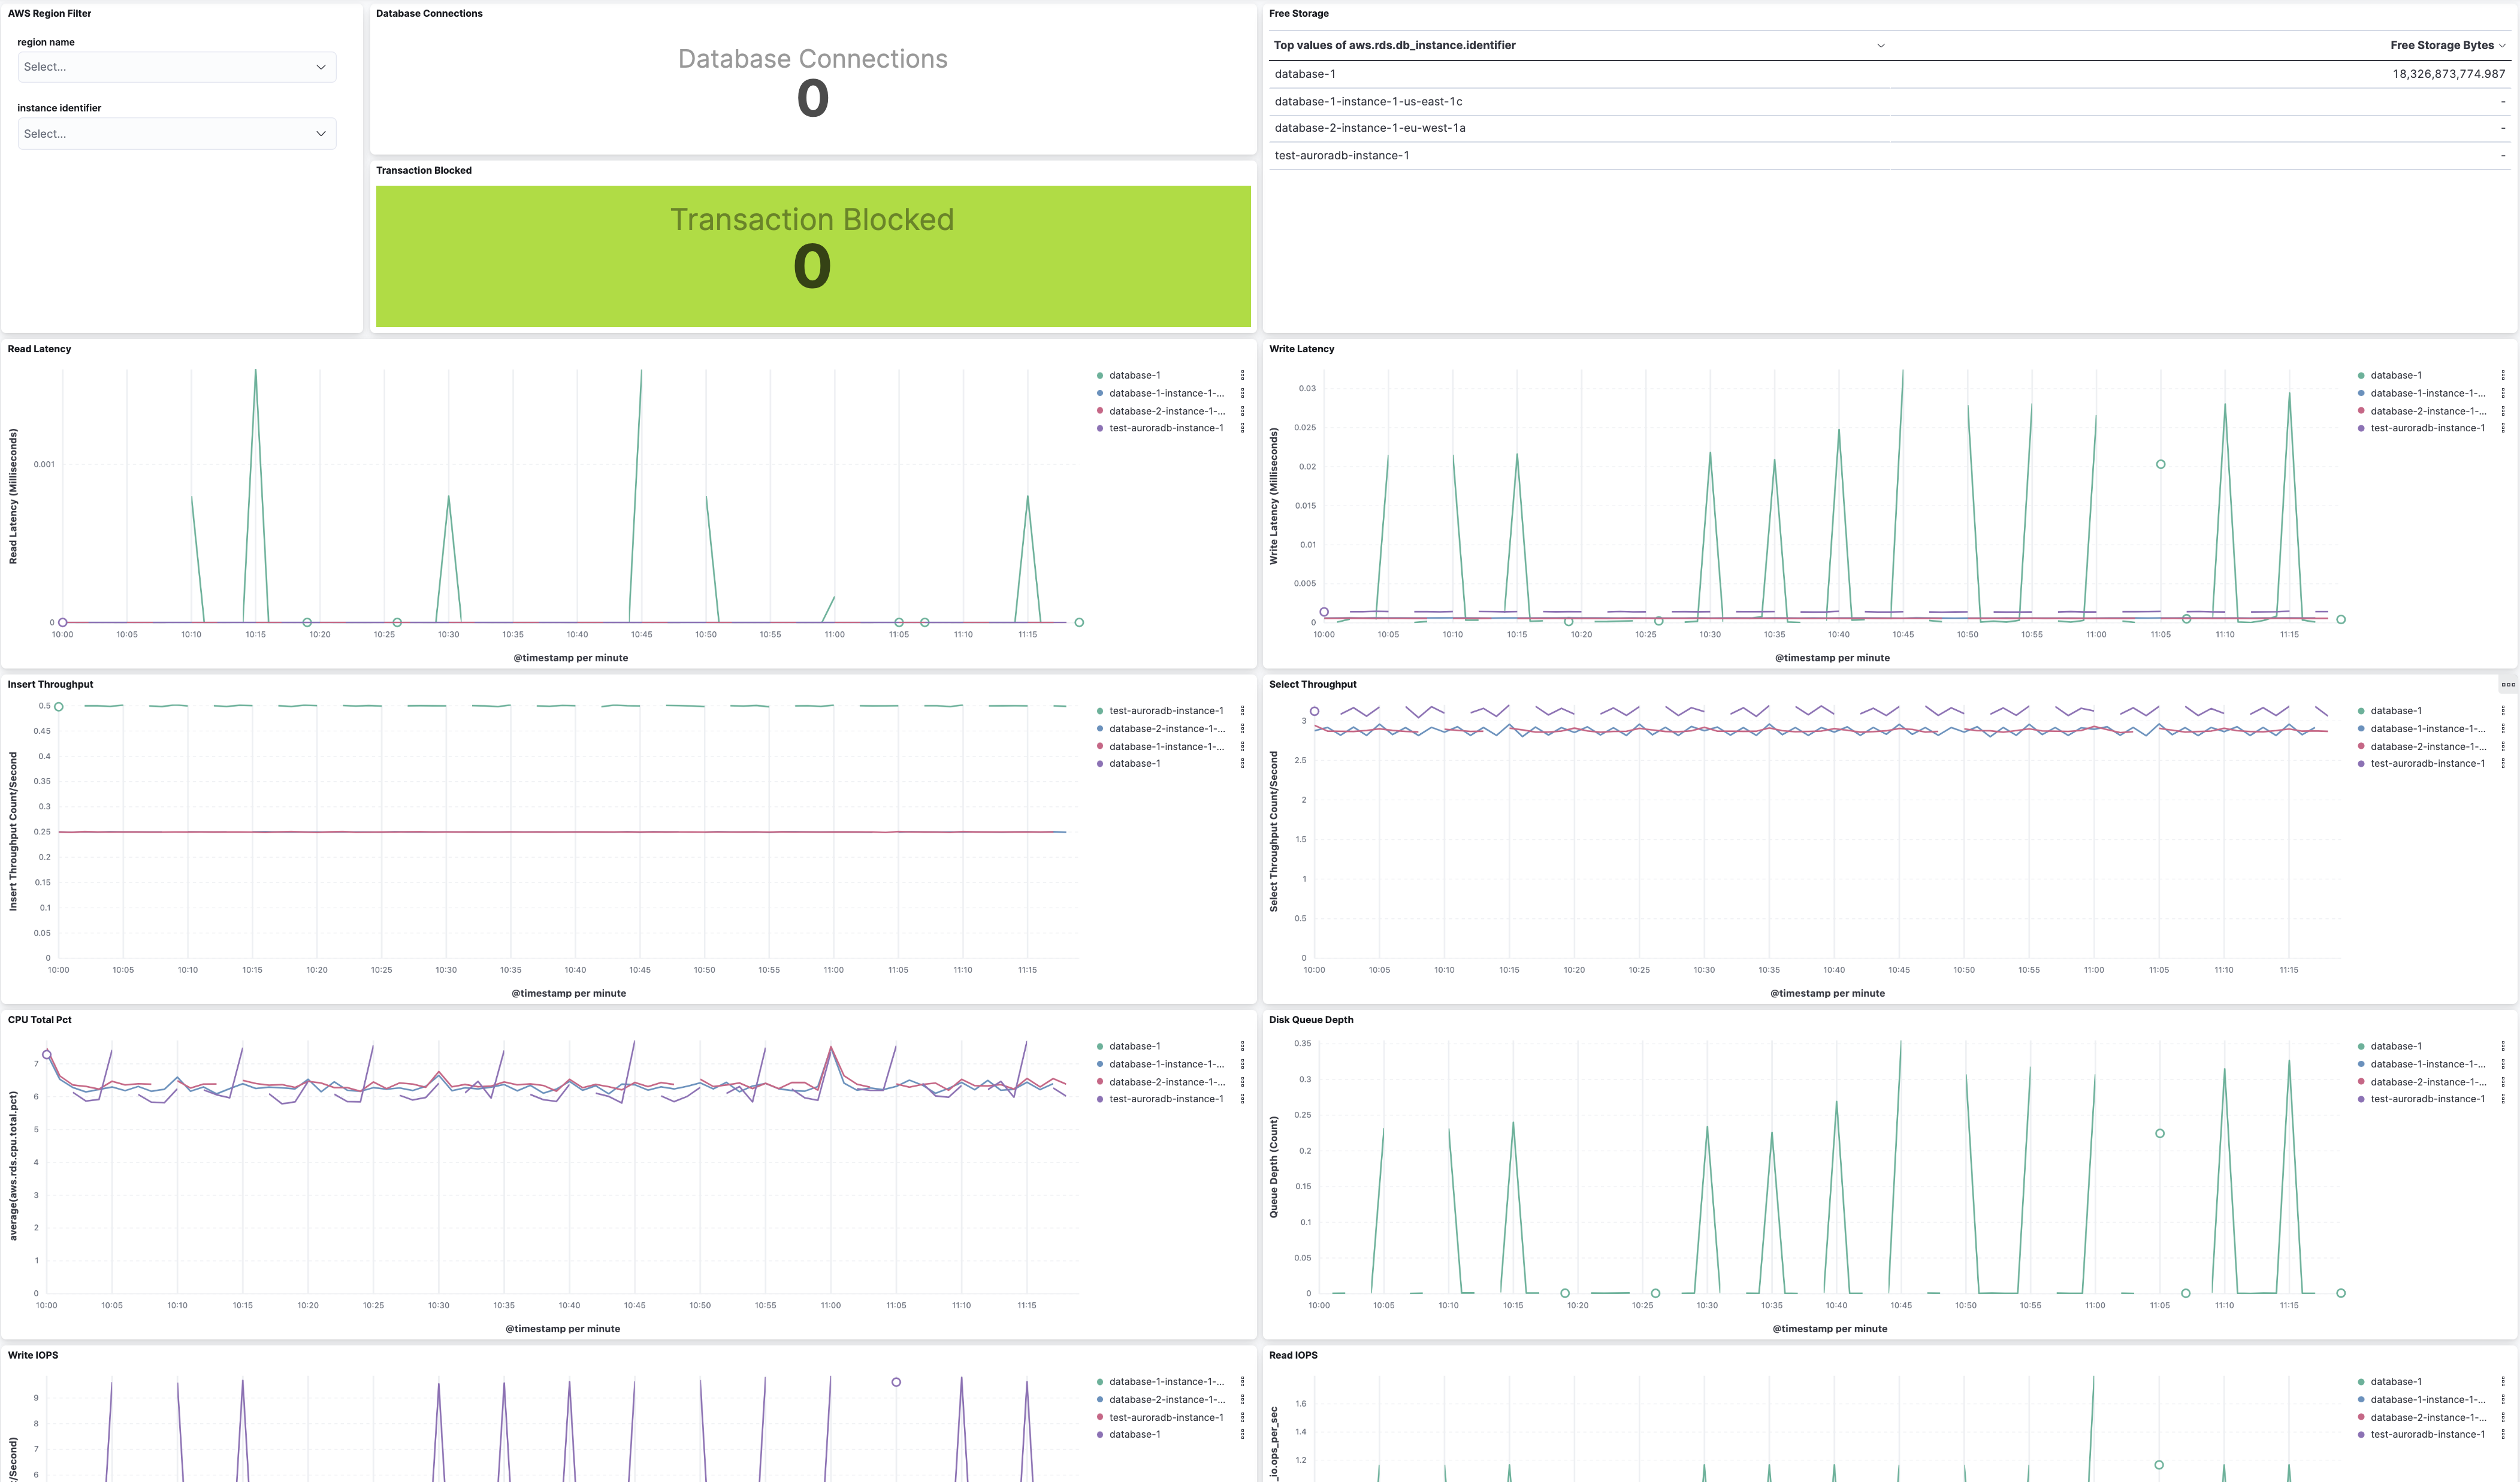 AWS Region Filter
region name
Select...
instance identifier
Select...
Database Connections
Database Connections
0
Transaction Blocked
Transaction Blocked
0
Free Storage
Top values of aws.rds.db_instance.identifier Free Storage Bytes
database-1 18,326,873,774.987
database-1-instance-1-us-east-1c -
database-2-instance-1-eu-west-1a -
test-auroradb-instance-1 -
Read Latency
Read Latency (Milliseconds)
0.001
0
10:00 10:05 10:10 10:15 10:20 10:25 10:30 10:35 10:40 10:45 10:50 10:55 11:00 11:05 11:10 11:15
@timestamp per minute
database-1
database-1-instance-1-...
database-2-instance-1-...
test-auroradb-instance-1
Write Latency
Write Latency (Milliseconds)
0.03
0.025
0.02
0.015
0.01
0.005
0
10:00 10:05 10:10 10:15 10:20 10:25 10:30 10:35 10:40 10:45 10:50 10:55 11:00 11:05 11:10 11:15
@timestamp per minute
database-1
database-1-instance-1-...
database-2-instance-1-...
test-auroradb-instance-1
Insert Throughput
Insert Throughput Count/Second
0.5
0.45
0.4
0.35
0.3
0.25
0.2
0.15
0.1
0.05
0
10:00 10:05 10:10 10:15 10:20 10:25 10:30 10:35 10:40 10:45 10:50 10:55 11:00 11:05 11:10 11:15
@timestamp per minute
test-auroradb-instance-1
database-2-instance-1-...
database-1-instance-1-...
database-1
Select Throughput
Select Throughput Count/Second
3
2.5
2
1.5
1
0.5
0
10:00 10:05 10:10 10:15 10:20 10:25 10:30 10:35 10:40 10:45 10:50 10:55 11:00 11:05 11:10 11:15
@timestamp per minute
database-1
database-1-instance-1-...
database-2-instance-1-...
test-auroradb-instance-1
CPU Total Pct
average(aws.rds.cpu.total.pct)
7
6
5
4
3
2
1
0
10:00 10:05 10:10 10:15 10:20 10:25 10:30 10:35 10:40 10:45 10:50 10:55 11:00 11:05 11:10 11:15
@timestamp per minute
database-1
database-1-instance-1-...
database-2-instance-1-...
test-auroradb-instance-1
Disk Queue Depth
Queue Depth (Count)
0.35
0.3
0.25
0.2
0.15
0.1
0.05
0
10:00 10:05 10:10 10:15 10:20 10:25 10:30 10:35 10:40 10:45 10:50 10:55 11:00 11:05 11:10 11:15
@timestamp per minute
database-1
database-1-instance-1-...
database-2-instance-1-...
test-auroradb-instance-1
Write IOPS
/Second)
9
8
7
6
database-1-instance-1-...
database-2-instance-1-...
test-auroradb-instance-1
database-1
Read IOPS
_io.ops_per_sec
1.6
1.4
1.2
database-1
database-1-instance-1-...
database-2-instance-1-...
test-auroradb-instance-1